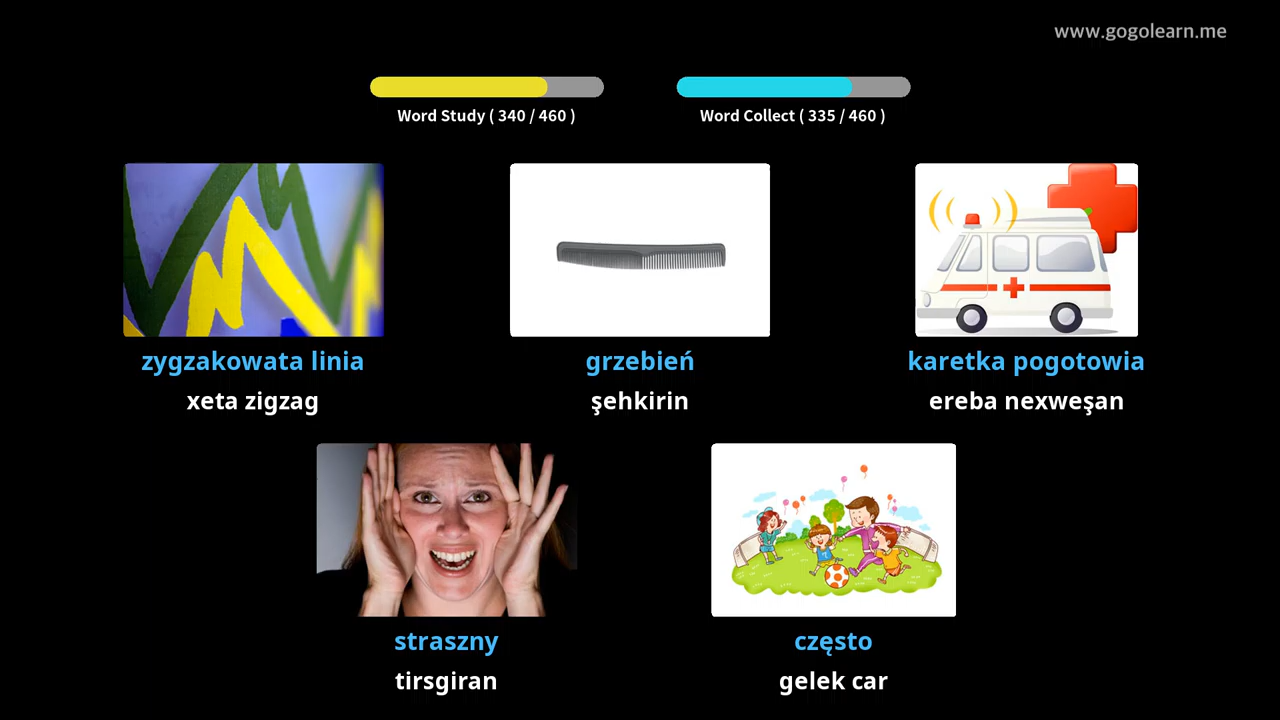 www.gogolearn.me
Word Study ( 340 / 460 )
Word Collect ( 335 / 460 )
zygzakowata linia
xeta zigzag
grzebień
şehkirin
karetka pogotowia
ereba nexweşan
straszny
tirsgiran
często
gelek car